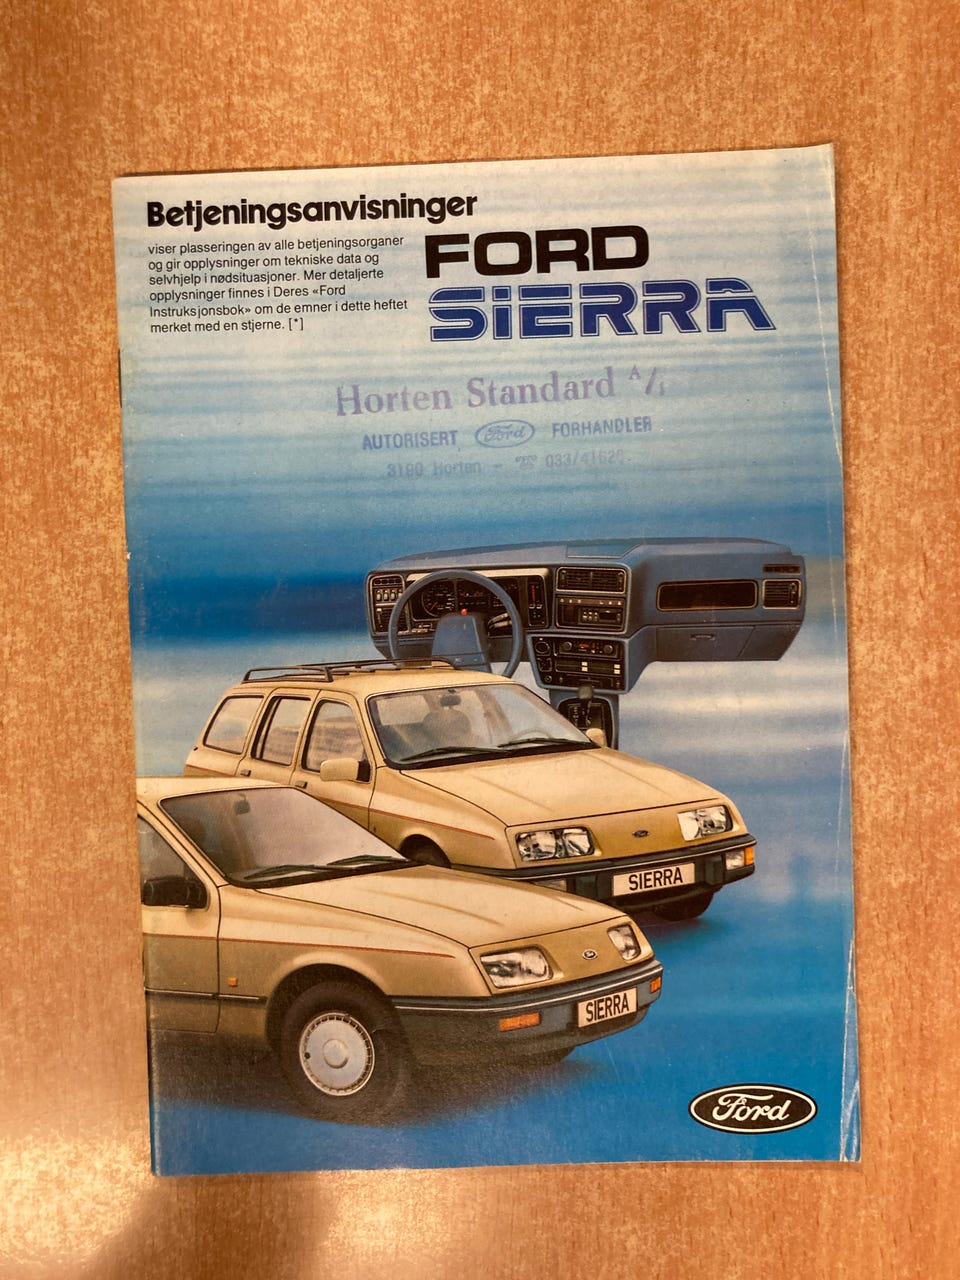 Betjeningsanvisninger
viser plasseringen av alle betjeningsorganer
og gir opplysninger om tekniske data og
selvhjelp i nødsituasjoner. Mer detaljerte
opplysninger finnes i Deres «Ford
Instruksjonsbok» om de emner i dette heftet
merket med en stjerne. [*]
FORD
SIERRA
Horten Standard A/
AUTORISERT Ford FORHANDLER
3190 Horten -
SIERRA
SIERRA
Ford